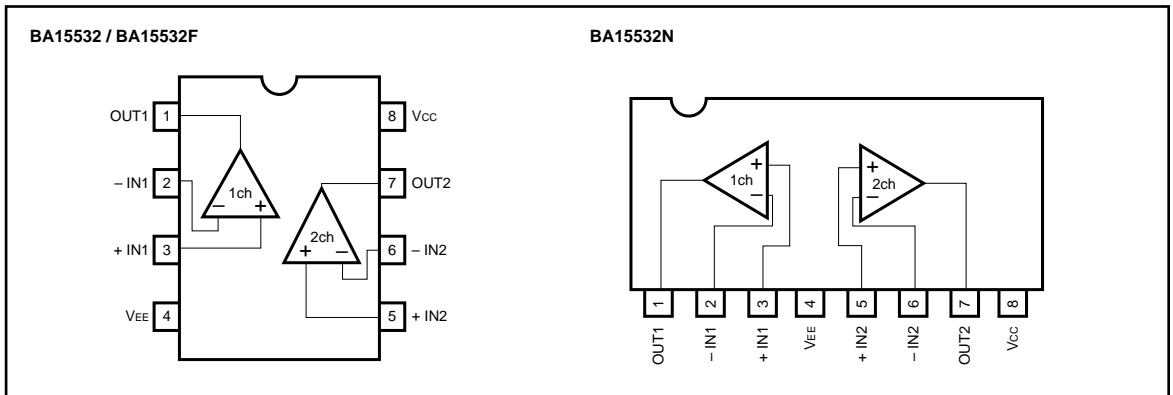 BA15532 / BA15532F
OUT1 1
8 VCC
– IN1 2
7 OUT2
1ch
– +
2ch
+ –
+ IN1 3
6 – IN2
VEE 4
5 + IN2
BA15532N
+
1ch
–
+
2ch
–
1 2 3 4 5 6 7 8
OUT1
– IN1
+ IN1
VEE
+ IN2
– IN2
OUT2
VCC